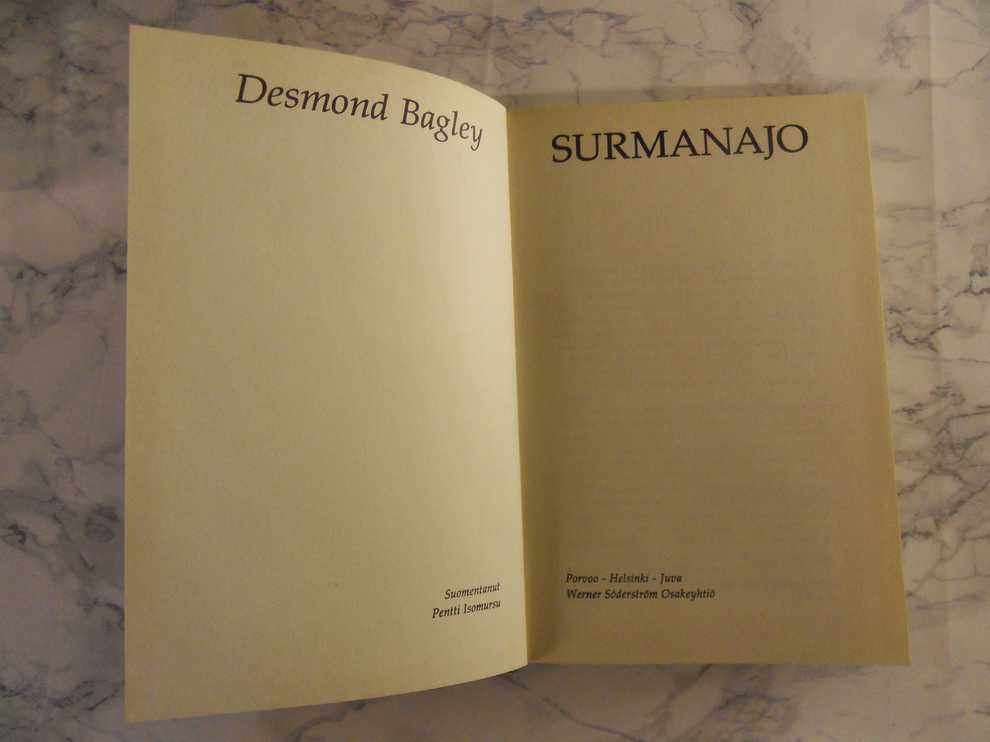 Desmond Bagley
Suomentanut
Pentti Isomursu
SURMANAJO
Porvoo - Helsinki - Juva
Werner Söderström Osakeyhtiö